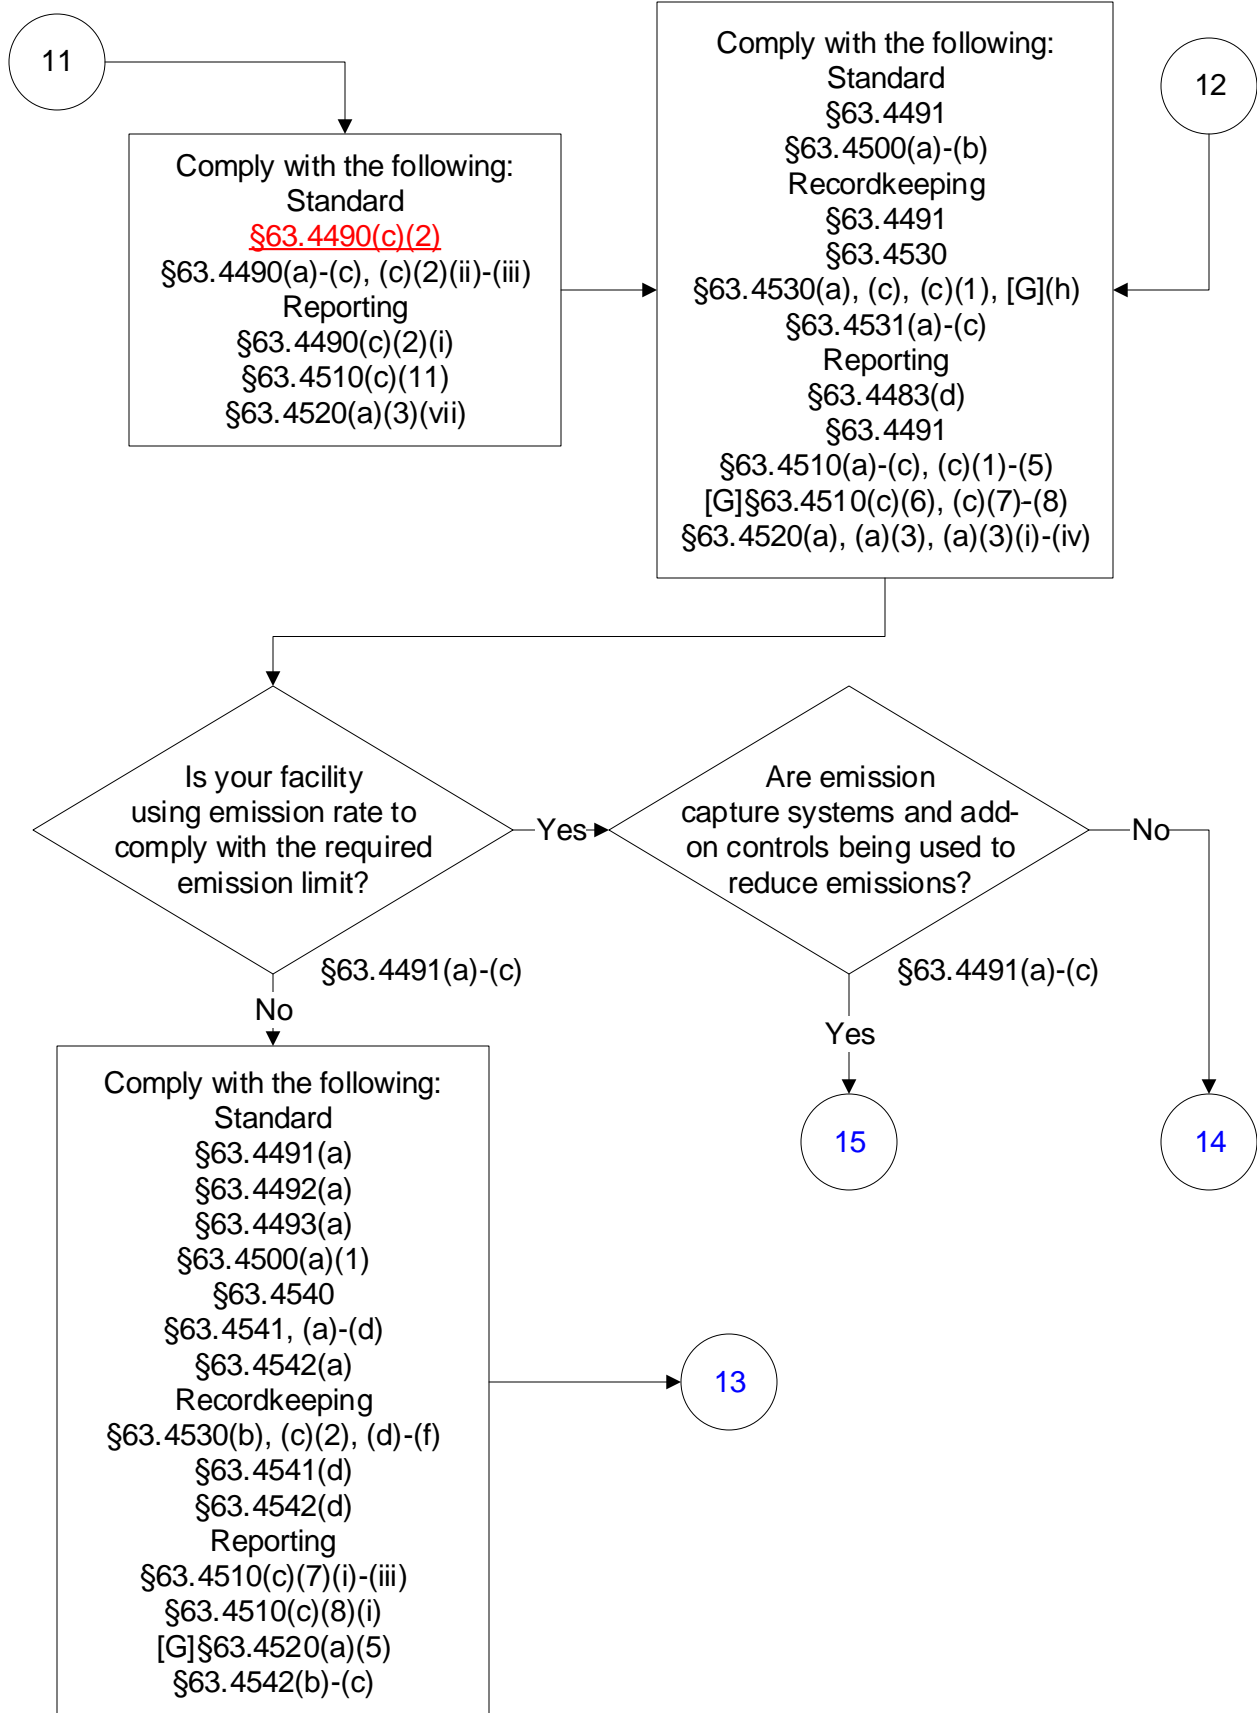 11
Comply with the following:
Standard
§63.4490(c)(2)
§63.4490(a)-(c), (c)(2)(ii)-(iii)
Reporting
§63.4490(c)(2)(i)
§63.4510(c)(11)
§63.4520(a)(3)(vii)
Comply with the following:
Standard
§63.4491
§63.4500(a)-(b)
Recordkeeping
§63.4491
§63.4530
§63.4530(a), (c), (c)(1), [G](h)
§63.4531(a)-(c)
Reporting
§63.4483(d)
§63.4491
§63.4510(a)-(c), (c)(1)-(5)
[G]§63.4510(c)(6), (c)(7)-(8)
§63.4520(a), (a)(3), (a)(3)(i)-(iv)
12
Is your facility
using emission rate to
comply with the required
emission limit?
Yes
§63.4491(a)-(c)
No
Are emission
capture systems and add-
on controls being used to
reduce emissions?
No
§63.4491(a)-(c)
Yes
15
14
Comply with the following:
Standard
§63.4491(a)
§63.4492(a)
§63.4493(a)
§63.4500(a)(1)
§63.4540
§63.4541, (a)-(d)
§63.4542(a)
Recordkeeping
§63.4530(b), (c)(2), (d)-(f)
§63.4541(d)
§63.4542(d)
Reporting
§63.4510(c)(7)(i)-(iii)
§63.4510(c)(8)(i)
[G]§63.4520(a)(5)
§63.4542(b)-(c)
13